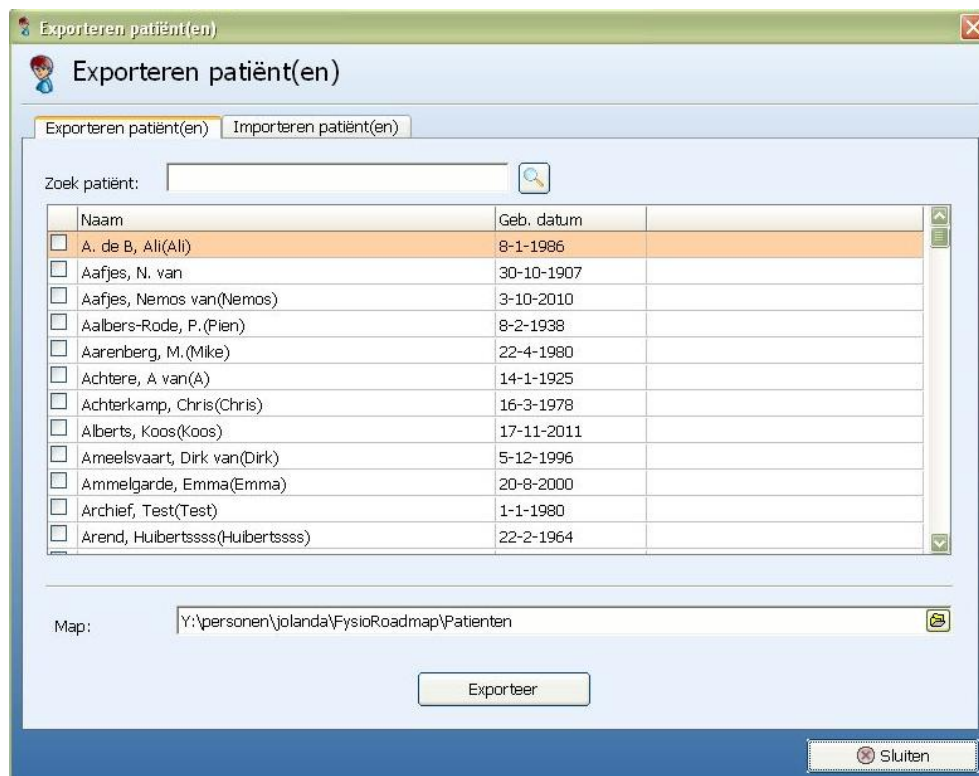 Exporteren patiënt(en)
Exporteren patiënt(en)
Exporteren patiënt(en) Importeren patiënt(en)
Zoek patiënt:
Naam Geb. datum
A. de B, Ali(Ali) 8-1-1986
Aafjes, N. van 30-10-1907
Aafjes, Nemos van(Nemos) 3-10-2010
Aalbers-Rode, P.(Pien) 8-2-1938
Aarenberg, M.(Mike) 22-4-1980
Achtere, A van(A) 14-1-1925
Achterkamp, Chris(Chris) 16-3-1978
Alberts, Koos(Koos) 17-11-2011
Ameelsvaart, Dirk van(Dirk) 5-12-1996
Ammelgarde, Emma(Emma) 20-8-2000
Archief, Test(Test) 1-1-1980
Arend, Huibertssss(Huibertssss) 22-2-1964
Map: Y:\personen\jolanda\FysioRoadmap\Patienten
Exporteer
Sluiten